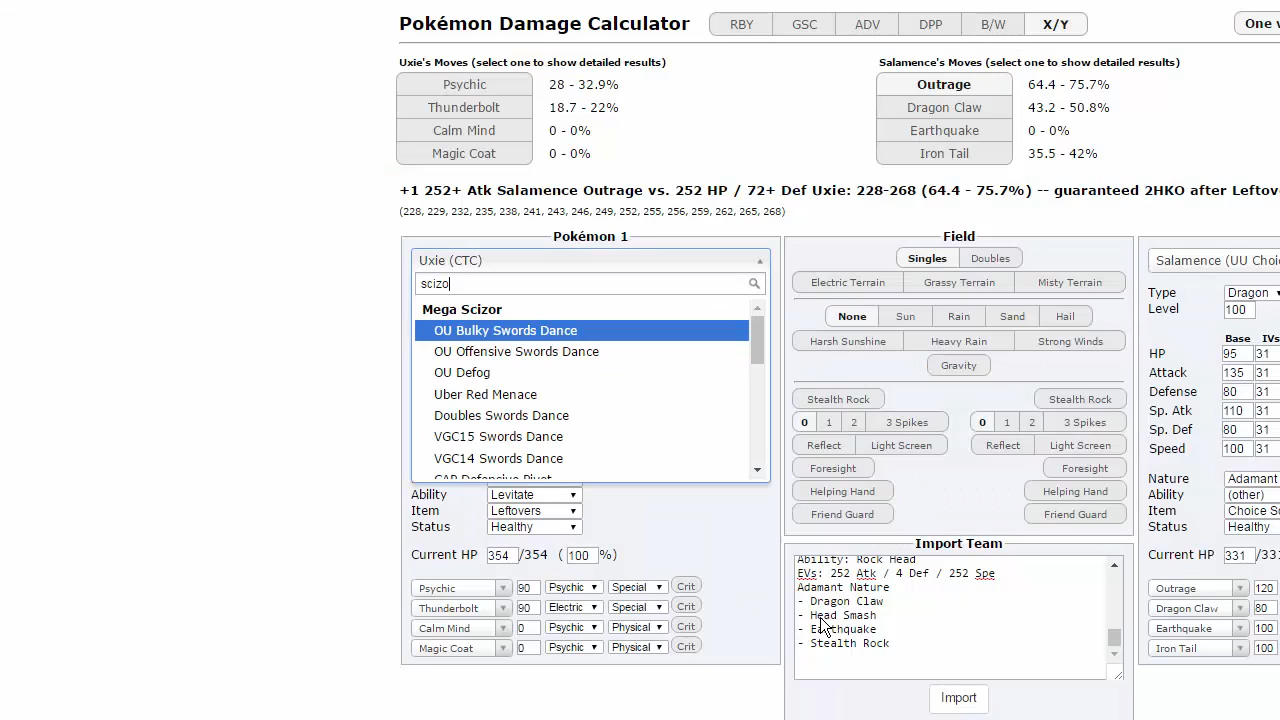 Pokémon Damage Calculator RBY GSC ADV DPP B/W X/Y One v
Uxie's Moves (select one to show detailed results)
Psychic 28 - 32.9%
Thunderbolt 18.7 - 22%
Calm Mind 0 - 0%
Magic Coat 0 - 0%
Salamence's Moves (select one to show detailed results)
Outrage 64.4 - 75.7%
Dragon Claw 43.2 - 50.8%
Earthquake 0 - 0%
Iron Tail 35.5 - 42%
+1 252+ Atk Salamence Outrage vs. 252 HP / 72+ Def Uxie: 228-268 (64.4 - 75.7%) -- guaranteed 2HKO after Leftov
(228, 229, 232, 235, 238, 241, 243, 246, 249, 252, 255, 256, 259, 262, 265, 268)
Pokémon 1
Uxie (CTC)
scizo
Mega Scizor
OU Bulky Swords Dance
OU Offensive Swords Dance
OU Defog
Uber Red Menace
Doubles Swords Dance
VGC15 Swords Dance
VGC14 Swords Dance
CAP Defensive Pivot
Ability Levitate
Item Leftovers
Status Healthy
Current HP 354 /354 ( 100 %)
Psychic 90 Psychic Special Crit
Thunderbolt 90 Electric Special Crit
Calm Mind 0 Psychic Physical Crit
Magic Coat 0 Psychic Physical Crit
Field
Singles Doubles
Electric Terrain Grassy Terrain Misty Terrain
None Sun Rain Sand Hail
Harsh Sunshine Heavy Rain Strong Winds
Gravity
Stealth Rock Stealth Rock
0 1 2 3 Spikes 0 1 2 3 Spikes
Reflect Light Screen Reflect Light Screen
Foresight Foresight
Helping Hand Helping Hand
Friend Guard Friend Guard
Import Team
Ability: Rock Head
EVs: 252 Atk / 4 Def / 252 Spe
Adamant Nature
- Dragon Claw
- Head Smash
- Earthquake
- Stealth Rock
Import
Salamence (UU Choic
Type Dragon
Level 100
Base IVs
HP 95 31
Attack 135 31
Defense 80 31
Sp. Atk 110 31
Sp. Def 80 31
Speed 100 31
Nature Adamant
Ability (other)
Item Choice Sc
Status Healthy
Current HP 331 /331
Outrage 120
Dragon Claw 80
Earthquake 100
Iron Tail 100